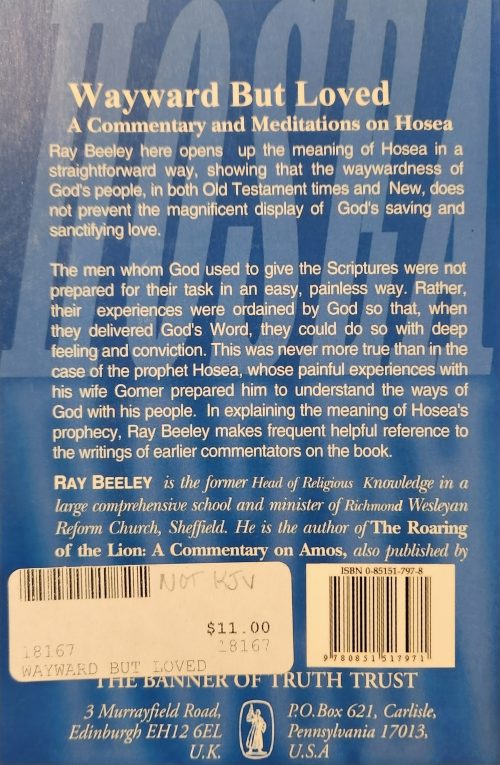 HOSEA
Wayward But Loved
A Commentary and Meditations on Hosea
Ray Beeley here opens up the meaning of Hosea in a
straightforward way, showing that the waywardness of
God's people, in both Old Testament times and New, does
not prevent the magnificent display of God's saving and
sanctifying love.
The men whom God used to give the Scriptures were not
prepared for their task in an easy, painless way. Rather,
their experiences were ordained by God so that, when
they delivered God's Word, they could do so with deep
feeling and conviction. This was never more true than in the
case of the prophet Hosea, whose painful experiences with
his wife Gomer prepared him to understand the ways of
God with his people. In explaining the meaning of Hosea's
prophecy, Ray Beeley makes frequent helpful reference to
the writings of earlier commentators on the book.
RAY BEELEY is the former Head of Religious Knowledge in a
large comprehensive school and minister of Richmond Wesleyan
Reform Church, Sheffield. He is the author of The Roaring
of the Lion: A Commentary on Amos, also published by
NOT KJV
$11.00
18167 18167
WAYWARD BUT LOVED
ISBN 0-85151-797-8
9 780851 517971
THE BANNER OF TRUTH TRUST
3 Murrayfield Road,
Edinburgh EH12 6EL
U.K.
P.O.Box 621, Carlisle,
Pennsylvania 17013,
U.S.A